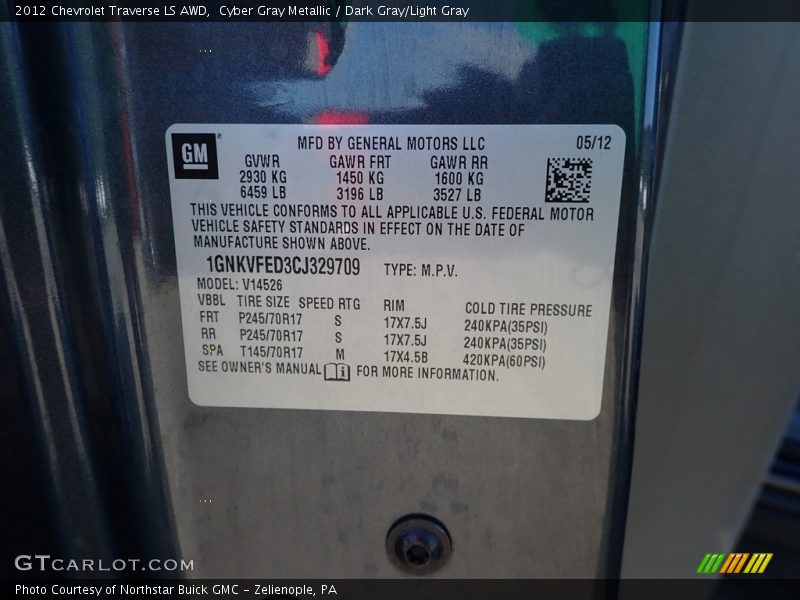 2012 Chevrolet Traverse LS AWD, Cyber Gray Metallic / Dark Gray/Light Gray
GM
MFD BY GENERAL MOTORS LLC 05/12
GVWR GAWR FRT GAWR RR
2930 KG 1450 KG 1600 KG
6459 LB 3196 LB 3527 LB
THIS VEHICLE CONFORMS TO ALL APPLICABLE U.S. FEDERAL MOTOR
VEHICLE SAFETY STANDARDS IN EFFECT ON THE DATE OF
MANUFACTURE SHOWN ABOVE.
1GNKVFED3CJ329709 TYPE: M.P.V.
MODEL: V14526
VBBL TIRE SIZE SPEED RTG RIM COLD TIRE PRESSURE
FRT P245/70R17 S 17X7.5J 240KPA(35PSI)
RR P245/70R17 S 17X7.5J 240KPA(35PSI)
SPA T145/70R17 M 17X4.5B 420KPA(60PSI)
SEE OWNER'S MANUAL FOR MORE INFORMATION.
GTCARLOT.COM
Photo Courtesy of Northstar Buick GMC - Zelienople, PA